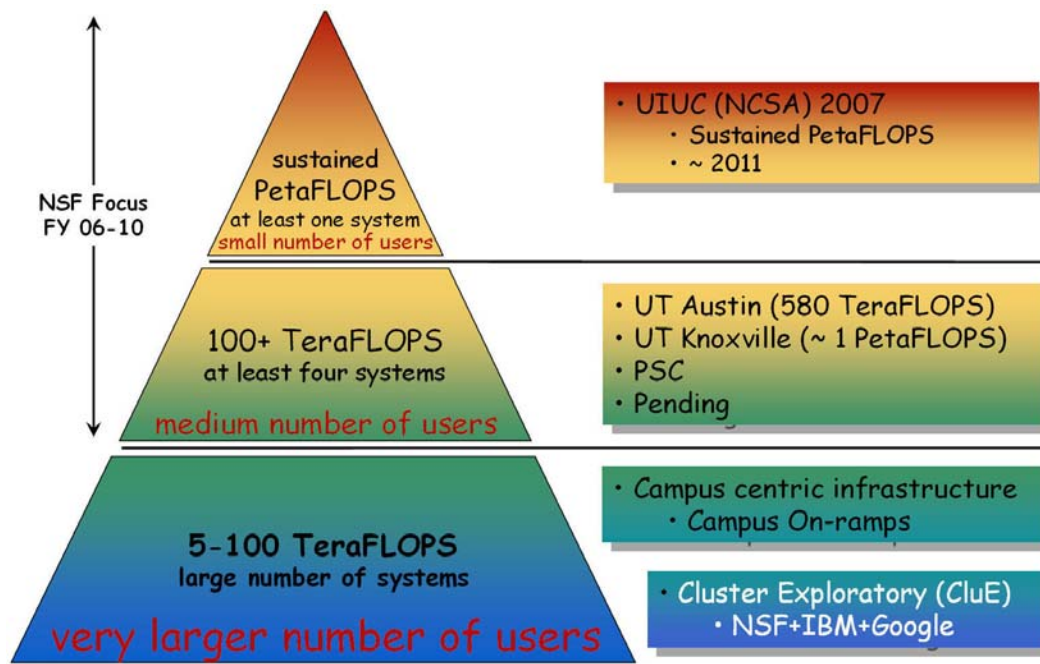 NSF Focus
FY 06-10
sustained
PetaFLOPS
at least one system
small number of users
100+ TeraFLOPS
at least four systems
medium number of users
5-100 TeraFLOPS
large number of systems
very larger number of users
• UIUC (NCSA) 2007
• Sustained PetaFLOPS
• ~ 2011
• UT Austin (580 TeraFLOPS)
• UT Knoxville (~ 1 PetaFLOPS)
• PSC
• Pending
• Campus centric infrastructure
• Campus On-ramps
• Cluster Exploratory (CluE)
• NSF+IBM+Google